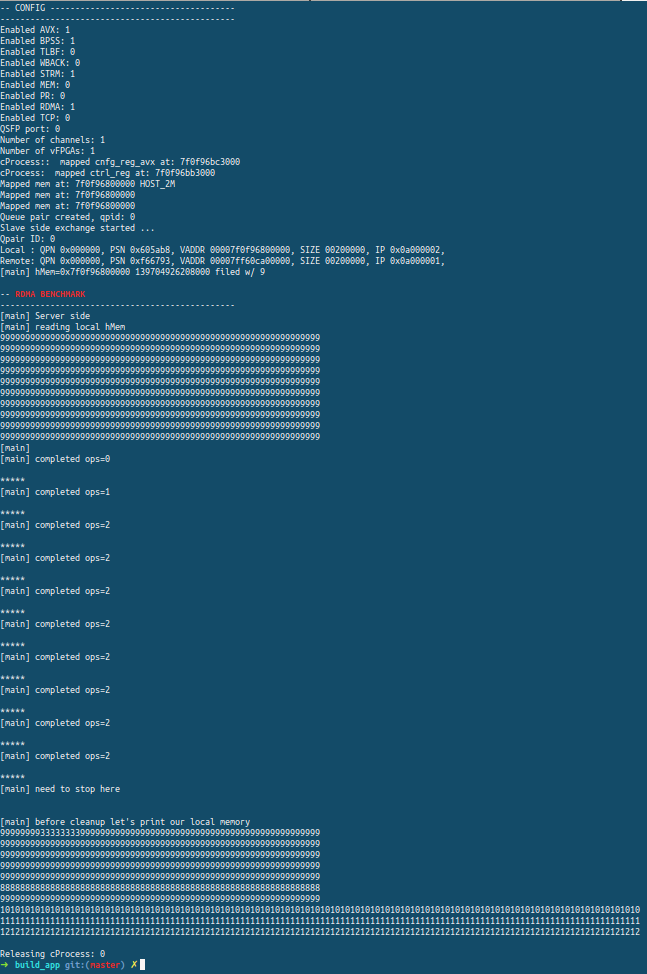 -- CONFIG -------------------------------------
-----------------------------------------------
Enabled AVX: 1
Enabled BPSS: 1
Enabled TLBF: 0
Enabled WBACK: 0
Enabled STRM: 1
Enabled MEM: 0
Enabled PR: 0
Enabled RDMA: 1
Enabled TCP: 0
QSFP port: 0
Number of channels: 1
Number of vFPGAs: 1
cProcess::  mapped cnfg_reg_avx at: 7f0f96bc3000
cProcess:  mapped ctrl_reg at: 7f0f96bb3000
Mapped mem at: 7f0f96800000 HOST_2M
Mapped mem at: 7f0f96800000
Mapped mem at: 7f0f96800000
Queue pair created, qpid: 0
Slave side exchange started ...
Qpair ID: 0
Local : QPN 0x000000, PSN 0x605ab8, VADDR 00007f0f96800000, SIZE 00200000, IP 0x0a000002,
Remote: QPN 0x000000, PSN 0xf66793, VADDR 00007ff60ca00000, SIZE 00200000, IP 0x0a000001,
[main] hMem=0x7f0f96800000 139704926208000 filed w/ 9
-- RDMA BENCHMARK
-----------------------------------------------
[main] Server side
[main] reading local hMem
9999999999999999999999999999999999999999999999999999999999999999
9999999999999999999999999999999999999999999999999999999999999999
9999999999999999999999999999999999999999999999999999999999999999
9999999999999999999999999999999999999999999999999999999999999999
9999999999999999999999999999999999999999999999999999999999999999
9999999999999999999999999999999999999999999999999999999999999999
9999999999999999999999999999999999999999999999999999999999999999
9999999999999999999999999999999999999999999999999999999999999999
9999999999999999999999999999999999999999999999999999999999999999
9999999999999999999999999999999999999999999999999999999999999999
[main]
[main] completed ops=0
*****
[main] completed ops=1
*****
[main] completed ops=2
*****
[main] completed ops=2
*****
[main] completed ops=2
*****
[main] completed ops=2
*****
[main] completed ops=2
*****
[main] completed ops=2
*****
[main] completed ops=2
*****
[main] completed ops=2
*****
[main] need to stop here
[main] before cleanup let's print our local memory
9999999933333333999999999999999999999999999999999999999999999999
9999999999999999999999999999999999999999999999999999999999999999
9999999999999999999999999999999999999999999999999999999999999999
9999999999999999999999999999999999999999999999999999999999999999
9999999999999999999999999999999999999999999999999999999999999999
8888888888888888888888888888888888888888888888888888888888888888
9999999999999999999999999999999999999999999999999999999999999999
10101010101010101010101010101010101010101010101010101010101010101010101010101010101010101010101010101010101010101010101010101010
11111111111111111111111111111111111111111111111111111111111111111111111111111111111111111111111111111111111111111111111111111111
12121212121212121212121212121212121212121212121212121212121212121212121212121212121212121212121212121212121212121212121212121212
Releasing cProcess: 0
➜ build_app git:(master) ✗